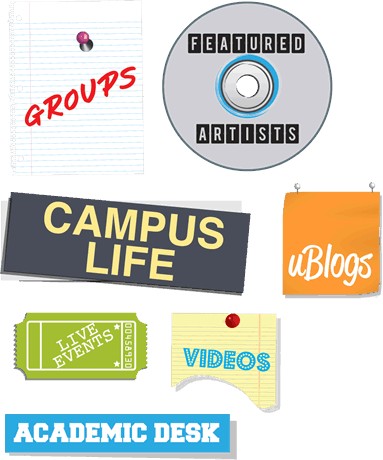 GROUPS
FEATURED
ARTISTS
CAMPUS
LIFE
uBlogs
LIVE
EVENTS
VIDEOS
ACADEMIC DESK